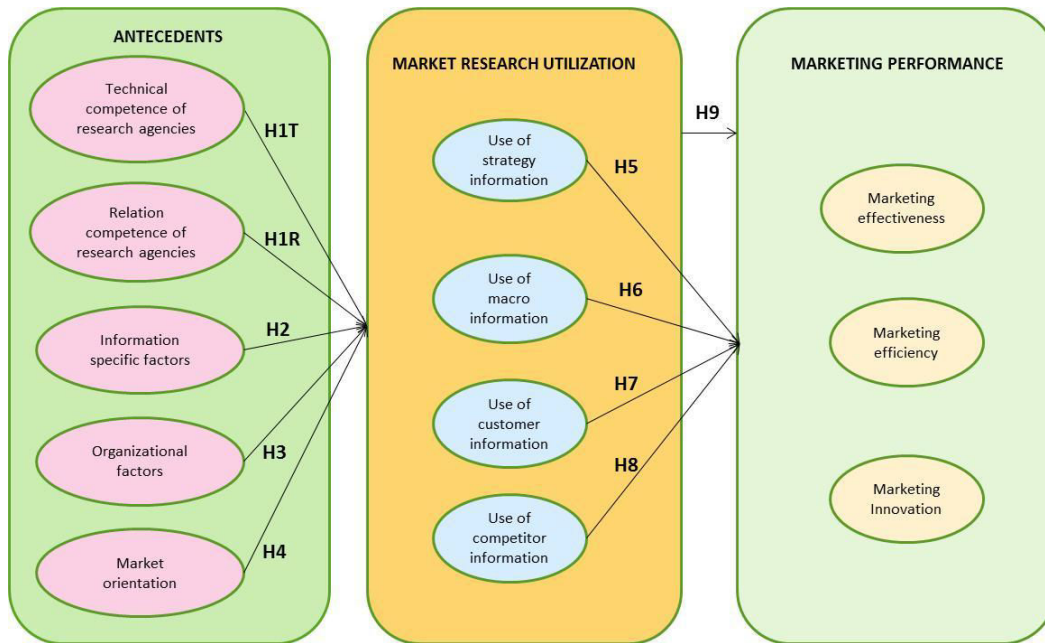 ANTECEDENTS
Technical
competence of
research agencies
H1T
Relation
competence of
research agencies
H1R
Information
specific factors
H2
Organizational
factors
H3
Market
orientation
H4
MARKET RESEARCH UTILIZATION
Use of
strategy
information
H5
Use of
macro
information
H6
Use of
customer
information
H7
Use of
competitor
information
H8
H9
MARKETING PERFORMANCE
Marketing
effectiveness
Marketing
efficiency
Marketing
Innovation